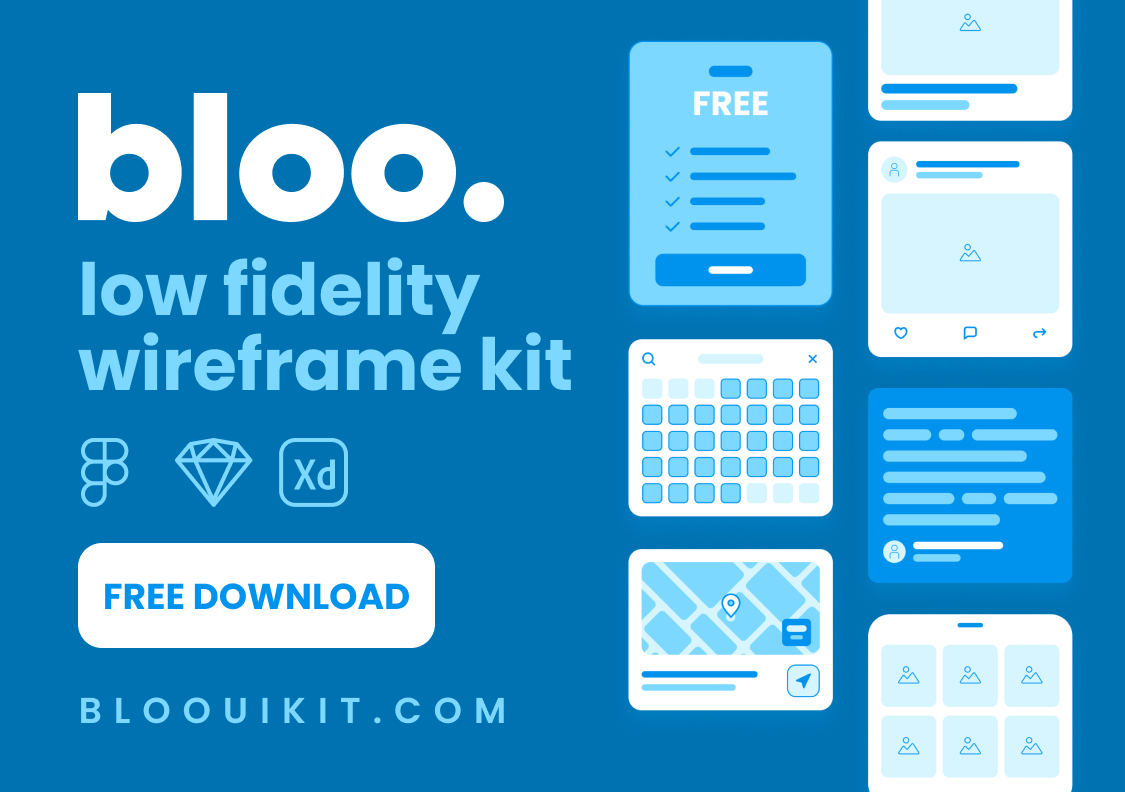 bloo.
low fidelity
wireframe kit
Xd
FREE DOWNLOAD
BLOOUIKIT.COM
FREE